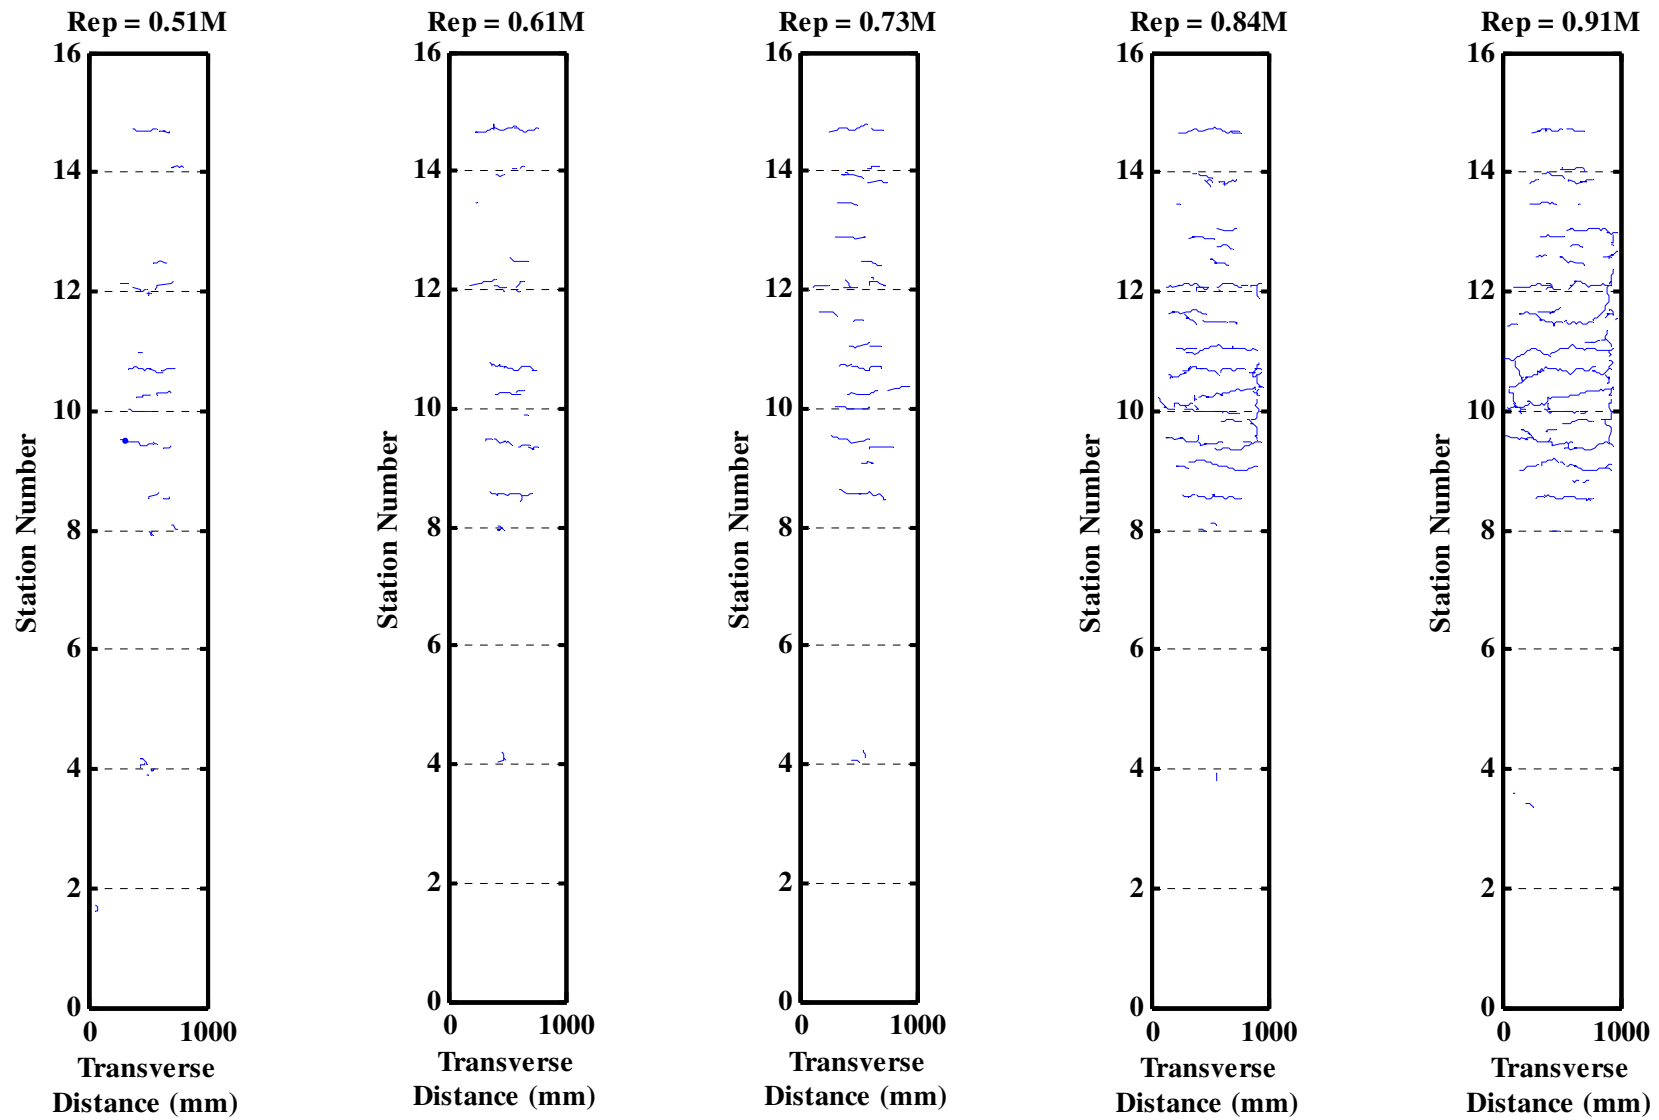 Rep = 0.51M
16
14
12
10
8
6
4
2
0
0 1000
Station Number
Transverse
Distance (mm)
Rep = 0.61M
16
14
12
10
8
6
4
2
0
0 1000
Station Number
Transverse
Distance (mm)
Rep = 0.73M
16
14
12
10
8
6
4
2
0
0 1000
Station Number
Transverse
Distance (mm)
Rep = 0.84M
16
14
12
10
8
6
4
2
0
0 1000
Station Number
Transverse
Distance (mm)
Rep = 0.91M
16
14
12
10
8
6
4
2
0
0 1000
Station Number
Transverse
Distance (mm)